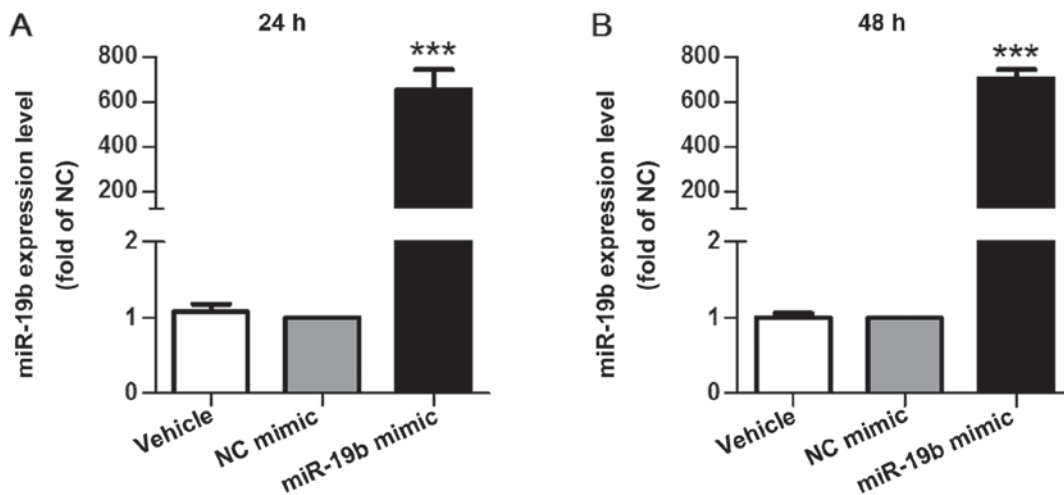 A
24 h
miR-19b expression level
(fold of NC)
800
600
400
200
2
1
0
***
Vehicle
NC mimic
miR-19b mimic
B
48 h
miR-19b expression level
(fold of NC)
800
600
400
200
2
1
0
***
Vehicle
NC mimic
miR-19b mimic